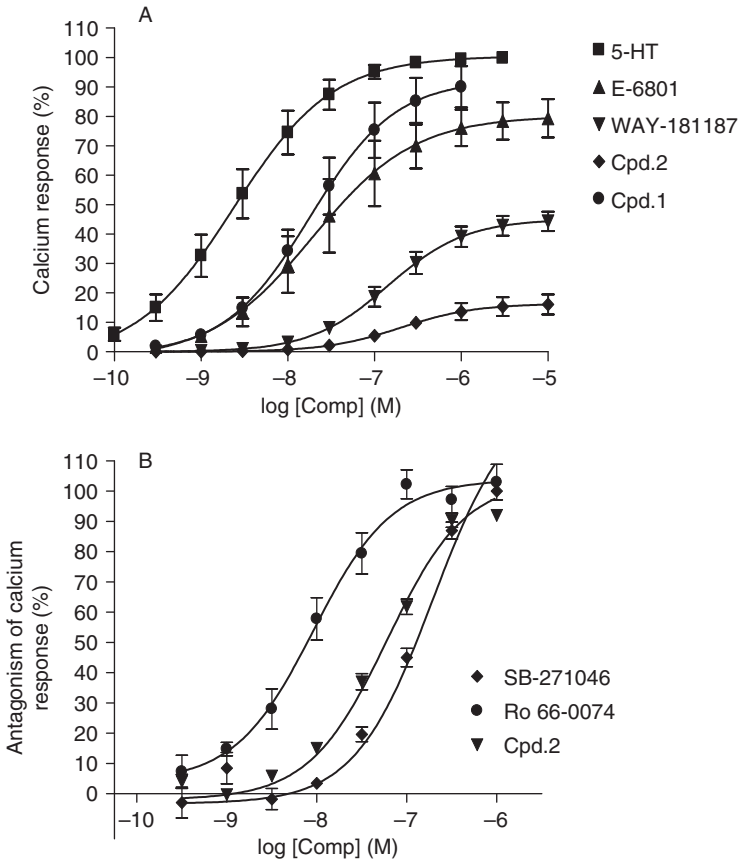 A
110
100
90
80
70
60
50
40
30
20
10
0
Calcium response (%)
–10 –9 –8 –7 –6 –5
log [Comp] (M)
5-HT
E-6801
WAY-181187
Cpd.2
Cpd.1
B
110
100
90
80
70
60
50
40
30
20
10
0
Antagonism of calcium
response (%)
–10 –9 –8 –7 –6
log [Comp] (M)
SB-271046
Ro 66-0074
Cpd.2